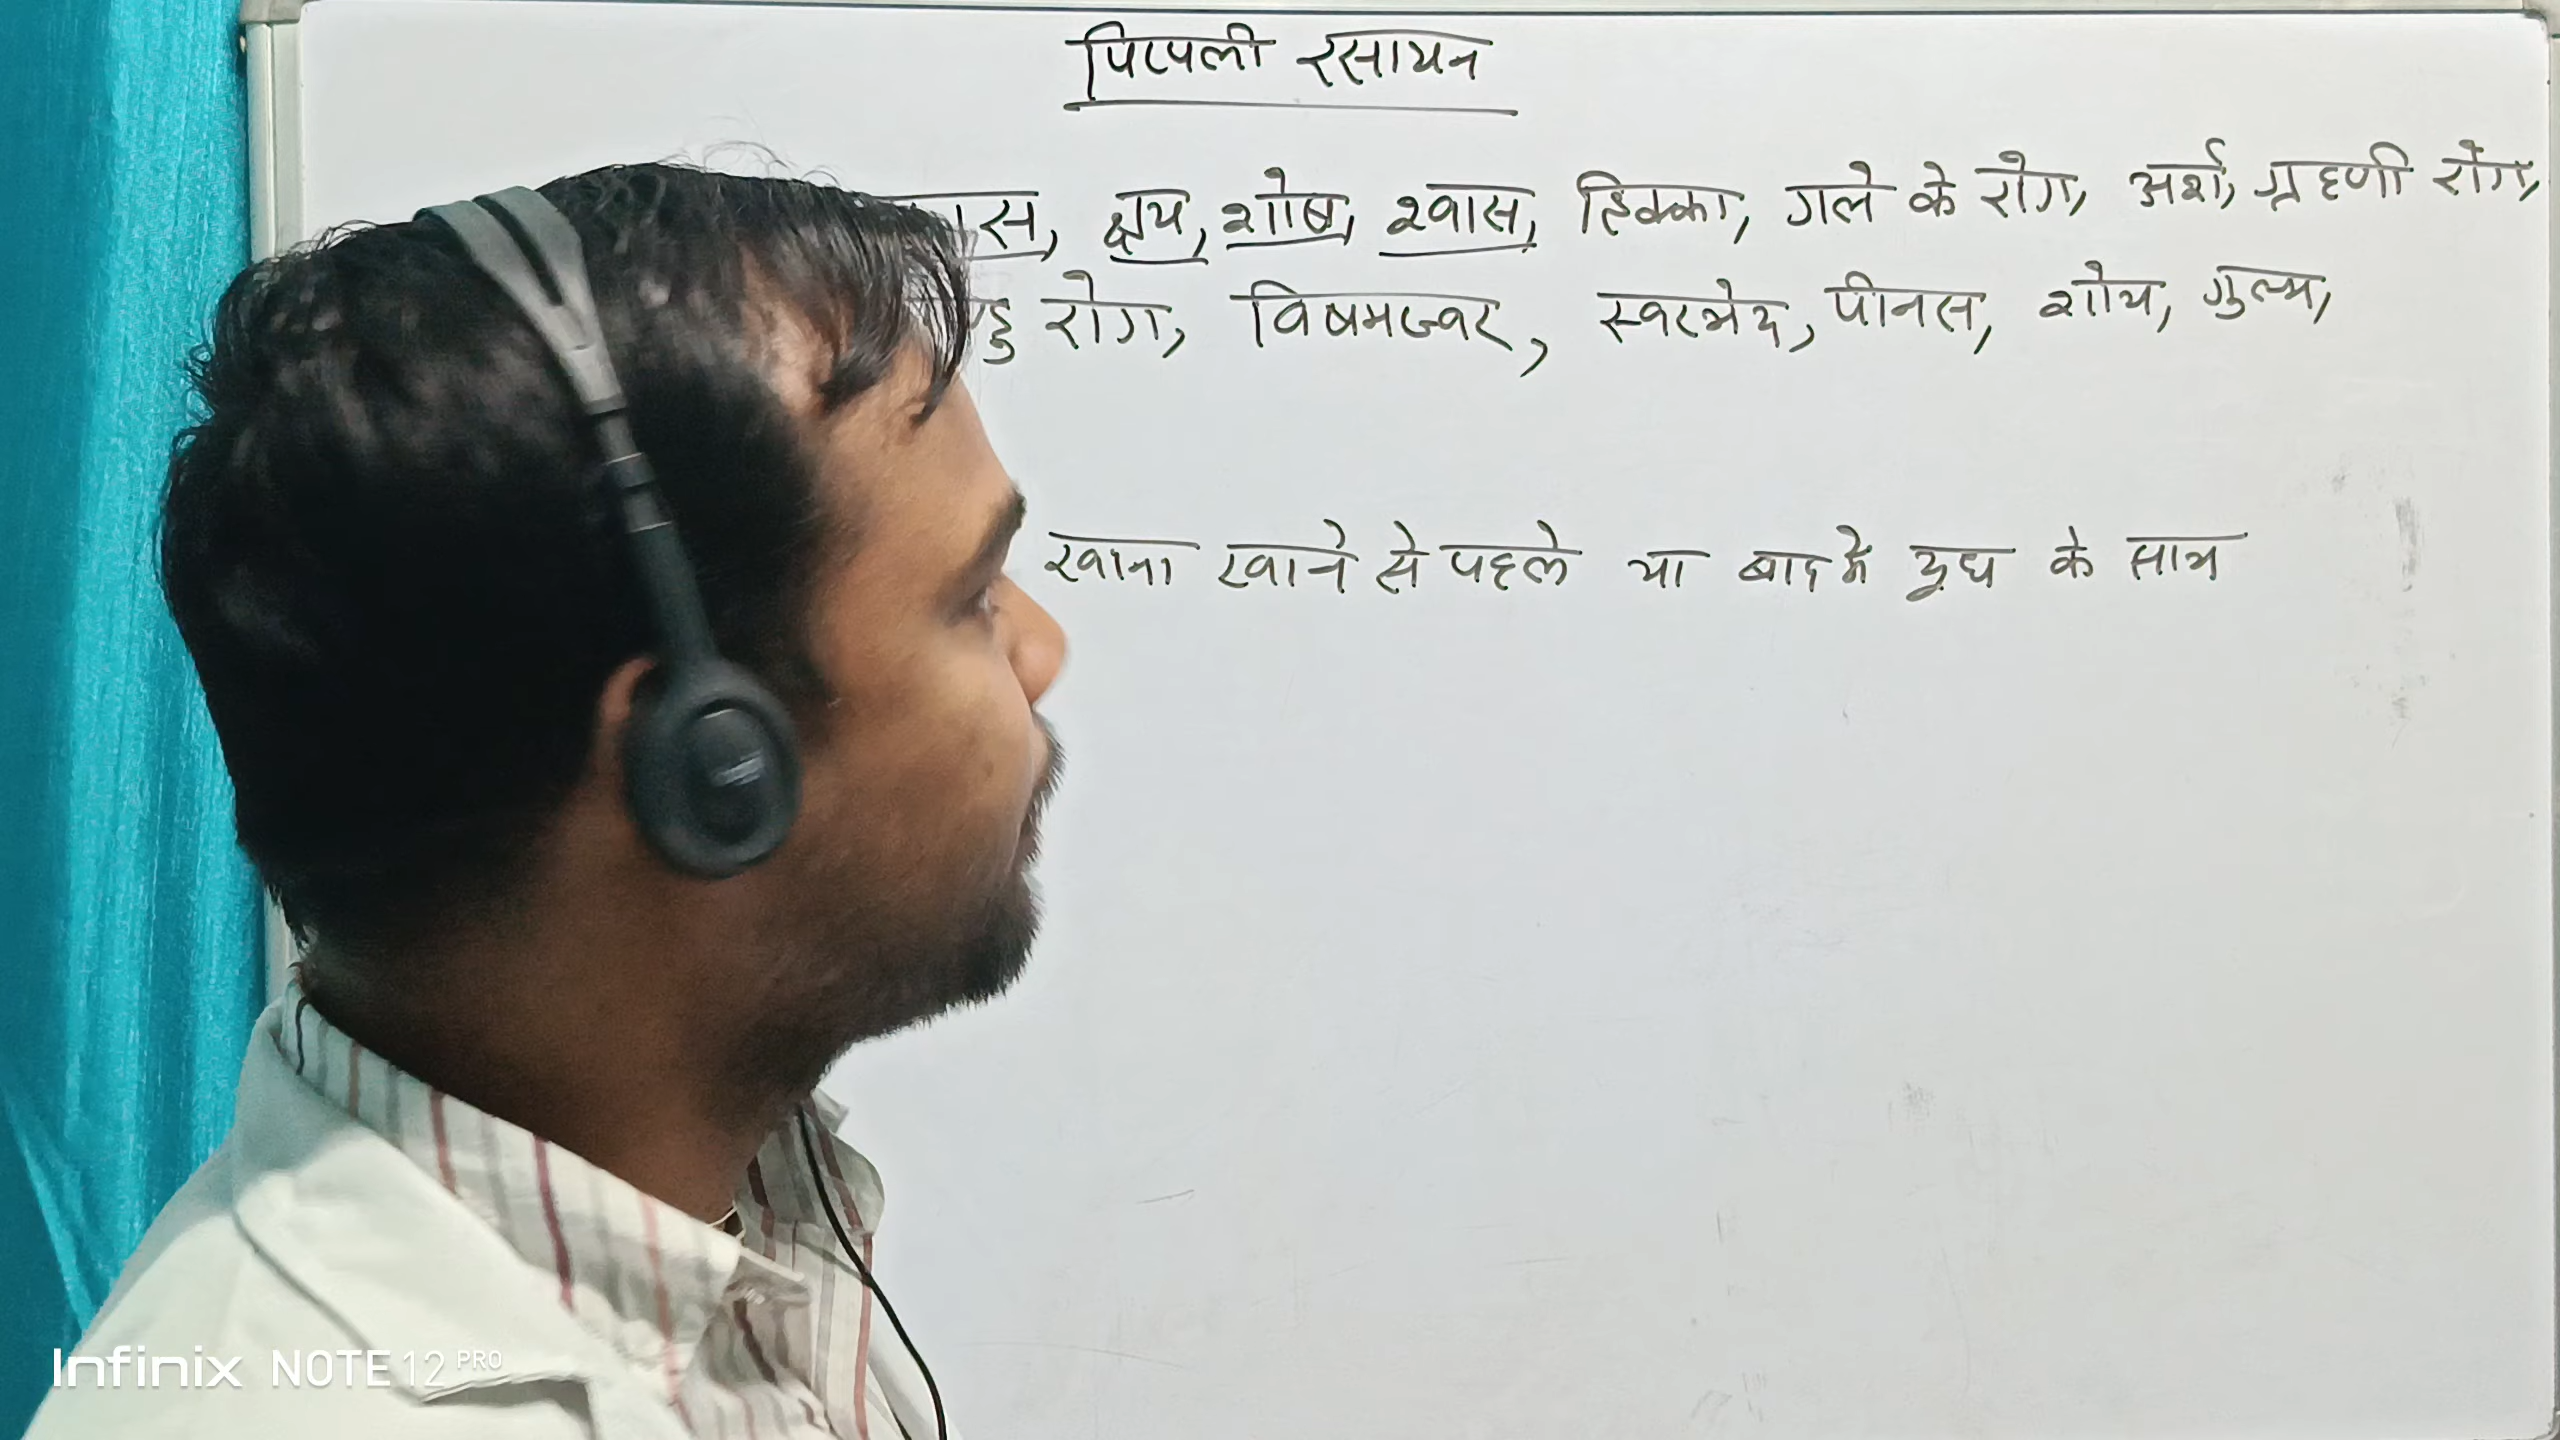 पिप्पली रसायन
क्षय, शोष, श्वास, हिक्का, गले के रोग, अर्श, ग्रहणी रोग,
रोग, विषमज्वर, स्वरभेद, पीनस, शोथ, गुल्म,
खाना खाने से पहले या बाद में दूध के साथ
Infinix NOTE 12 PRO